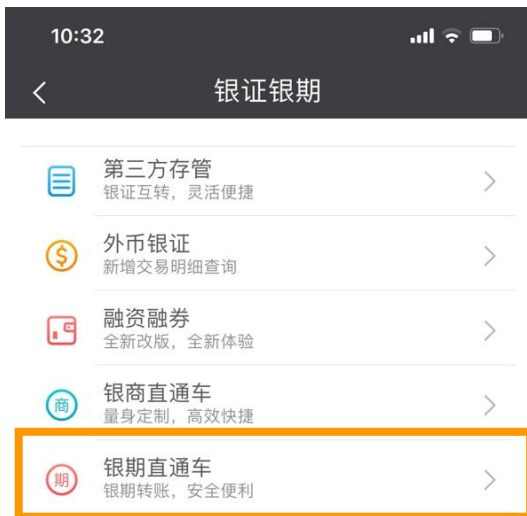 10:32
银证银期
第三方存管
银证互转，灵活便捷
外币银证
新增交易明细查询
融资融券
全新改版，全新体验
商
银商直通车
量身定制，高效快捷
期
银期直通车
银期转账，安全便利